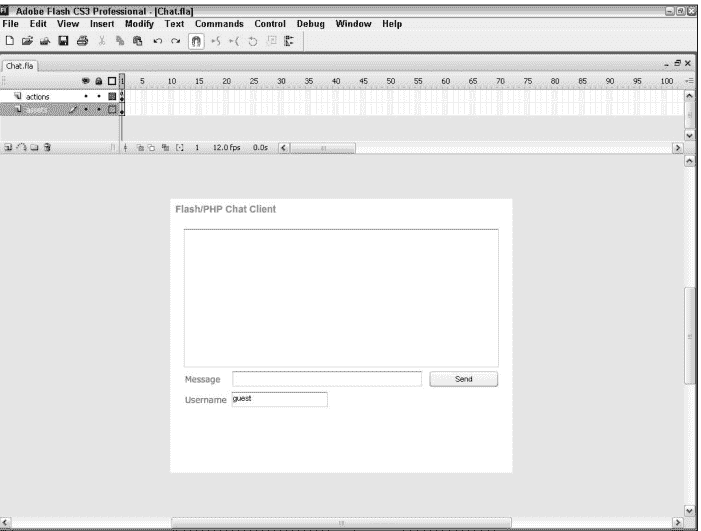 Adobe Flash CS3 Professional - [Chat.fla]
File Edit View Insert Modify Text Commands Control Debug Window Help
Chat.fla
5 10 15 20 25 30 35 40 45 50 55 60 65 70 75 80 85 90 95 100
actions
1 12.0 fps 0.0s
Flash/PHP Chat Client
Message
Send
Username guest